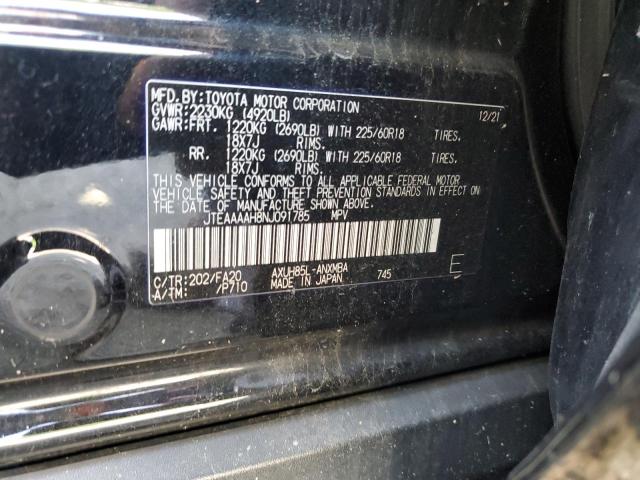 MFD.BY:TOYOTA MOTOR CORPORATION 12/21
GVWR:2230KG (4920LB)
GAWR:FRT. 1220KG (2690LB) WITH 225/60R18 TIRES.
18X7J RIMS.
RR. 1220KG (2690LB) WITH 225/60R18 TIRES.
18X7J RIMS.
THIS VEHICLE CONFORMS TO ALL APPLICABLE FEDERAL MOTOR
VEHICLE SAFETY AND THEFT PREVENTION STANDARDS IN EFFECT ON
THE DATE OF MANUFACTURE SHOWN ABOVE.
JTEAAAAH8NJ091785 MPV
C/TR:202/FA20 AXUH85L-ANXMBA 745 E
A/TM: /P710 MADE IN JAPAN